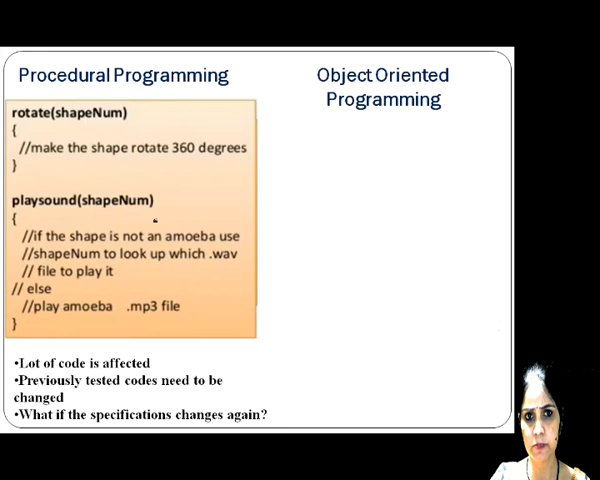 Procedural Programming
Object Oriented
Programming
rotate(shapeNum)
{
//make the shape rotate 360 degrees
}
playsound(shapeNum)
{
//if the shape is not an amoeba use
//shapeNum to look up which .wav
// file to play it
// else
//play amoeba .mp3 file
}
•Lot of code is affected
•Previously tested codes need to be
changed
•What if the specifications changes again?